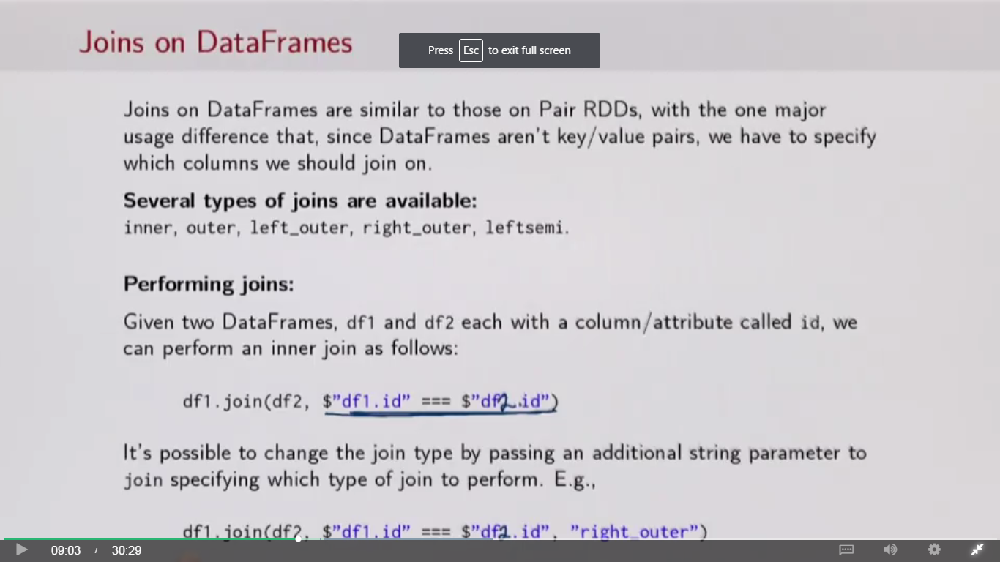 Joins on DataFrames
Press Esc to exit full screen
Joins on DataFrames are similar to those on Pair RDDs, with the one major
usage difference that, since DataFrames aren't key/value pairs, we have to specify
which columns we should join on.
Several types of joins are available:
inner, outer, left_outer, right_outer, leftsemi.
Performing joins:
Given two DataFrames, df1 and df2 each with a column/attribute called id, we
can perform an inner join as follows:
df1.join(df2, $”df1.id” === $”df2.id”)
It's possible to change the join type by passing an additional string parameter to
join specifying which type of join to perform. E.g.,
df1.join(df2, $”df1.id” === $”df2.id”, ”right_outer”)
09:03 / 30:29